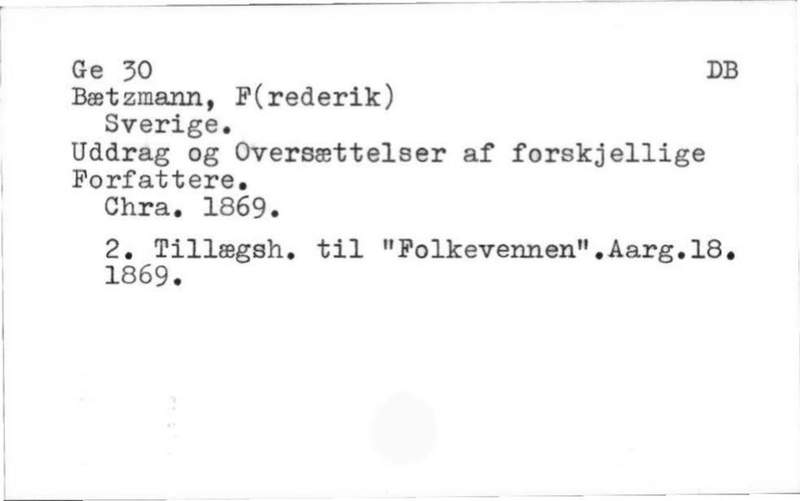 Ge 30 DB
Bætzmann, F(rederik)
Sverige.
Uddrag og Oversættelser af forskjellige
Forfattere.
Chra. 1869.
2. Tillægsh. til "Folkevennen".Aarg.18.
1869.